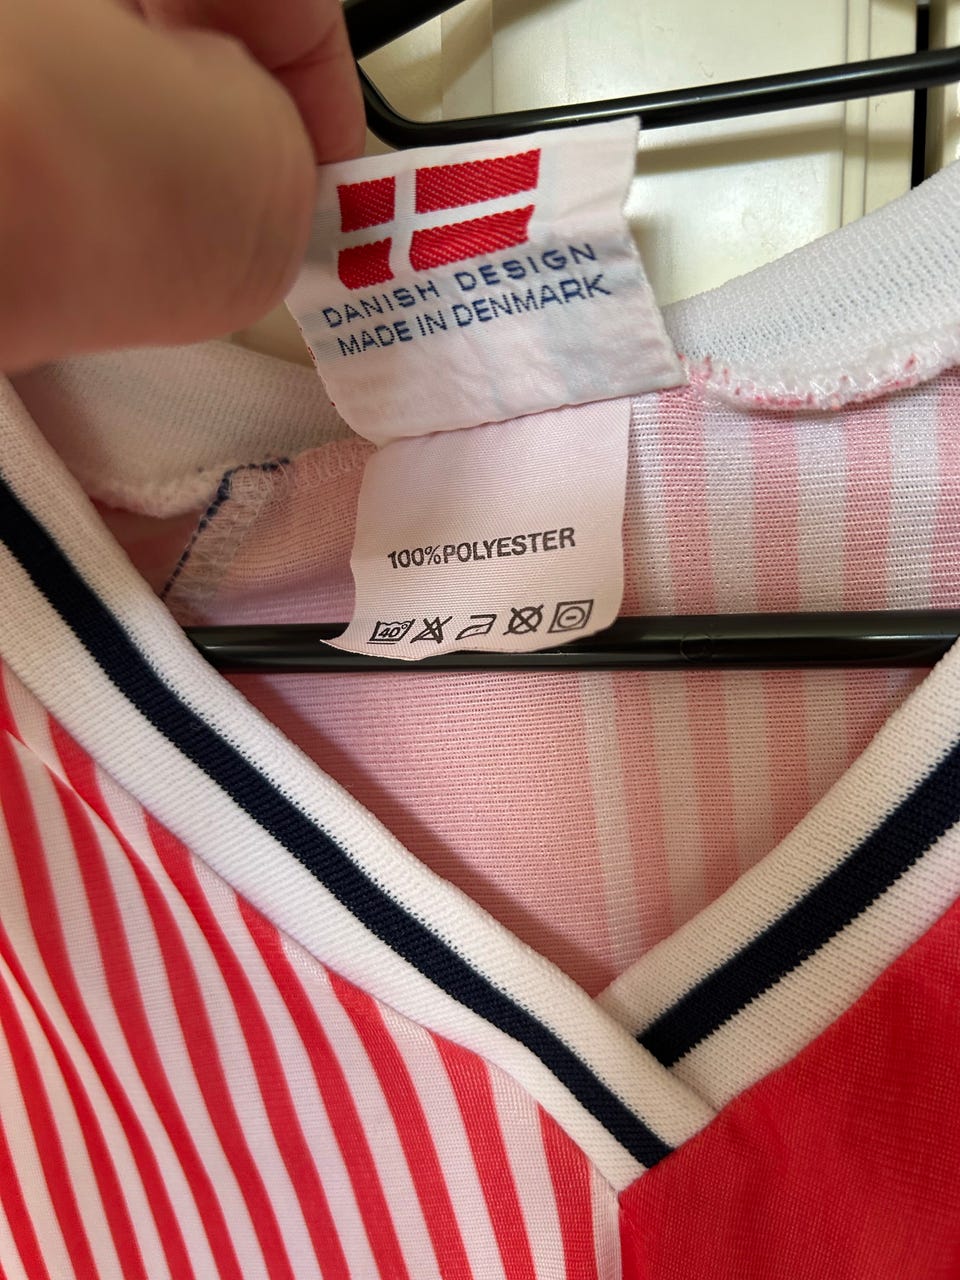 DANISH DESIGN
MADE IN DENMARK
100%POLYESTER
40°